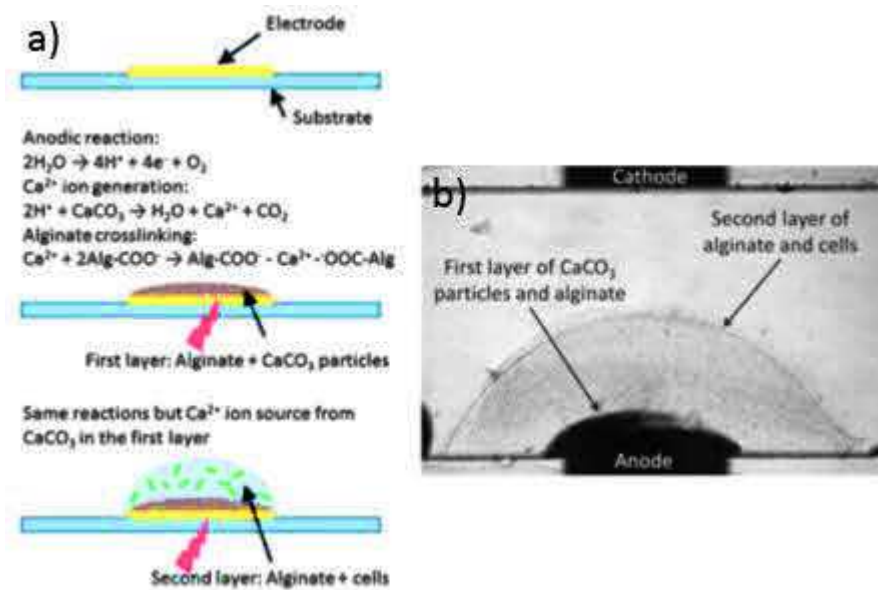 a)
Electrode
Substrate
Anodic reaction:
2H₂O → 4H⁺ + 4e⁻ + O₂
Ca²⁺ ion generation:
2H⁺ + CaCO₃ → H₂O + Ca²⁺ + CO₂
Alginate crosslinking:
Ca²⁺ + 2Alg-COO⁻ → Alg-COO⁻ - Ca²⁺ - ⁻OOC-Alg
First layer: Alginate + CaCO₃ particles
Same reactions but Ca²⁺ ion source from
CaCO₃ in the first layer
Second layer: Alginate + cells
b)
Cathode
Second layer of
alginate and cells
First layer of CaCO₃
particles and alginate
Anode